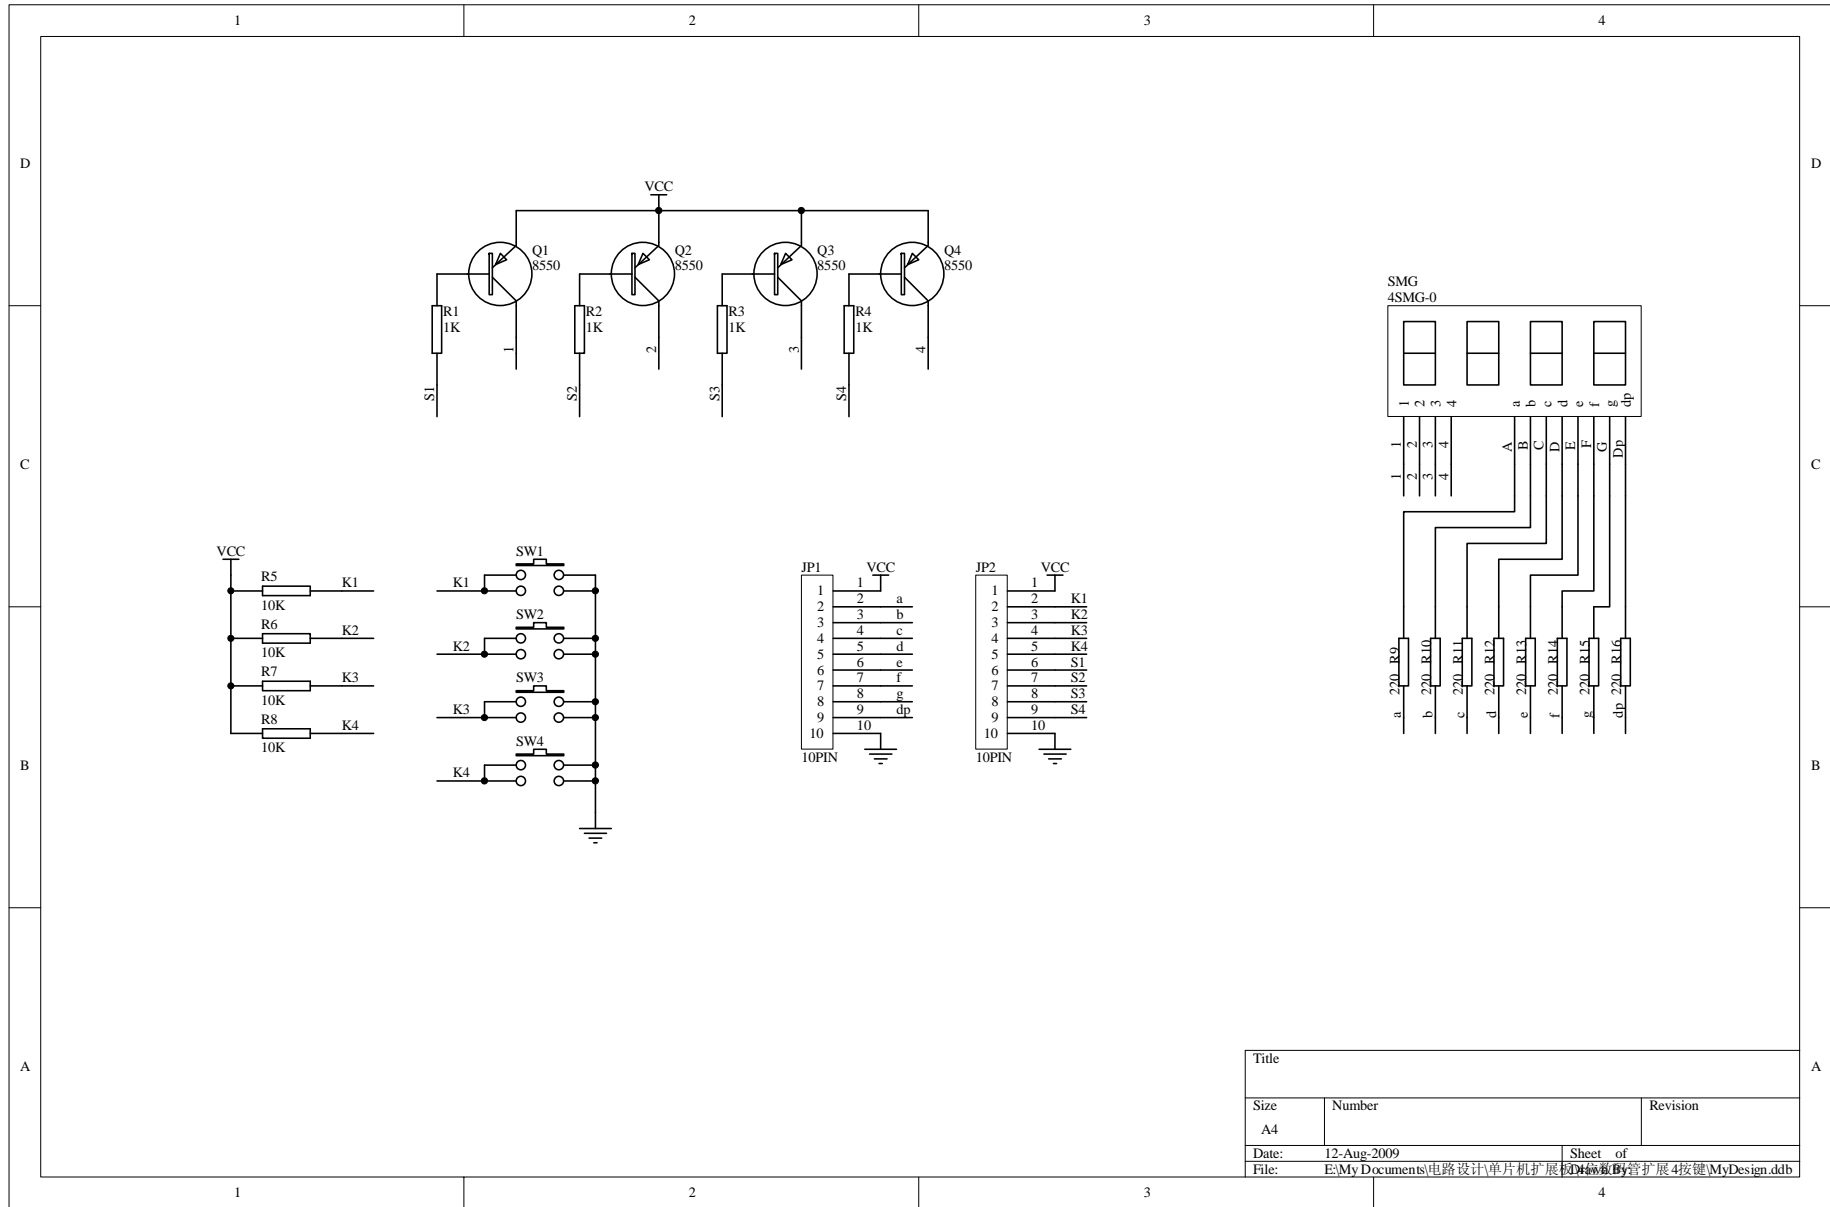 1 2 3 4
D D
VCC
Q1 Q2 Q3 Q4
8550 8550 8550 8550
R1 R2 R3 R4
1K 1K 1K 1K
1 2 3 4
S1 S2 S3 S4
SMG
4SMG-0
1 2 3 4 a b c d e f g dp
1 2 3 4 A B C D E F G Dp
1 2 3 4
C C
VCC
R5 K1
10K
R6 K2
10K
R7 K3
10K
R8 K4
10K
SW1
K1
SW2
K2
SW3
K3
SW4
K4
JP1 VCC
1 1
2 2 a
3 3 b
4 4 c
5 5 d
6 6 e
7 7 f
8 8 g
9 9 dp
10 10
10PIN
JP2 VCC
1 1
2 2 K1
3 3 K2
4 4 K3
5 5 K4
6 6 S1
7 7 S2
8 8 S3
9 9 S4
10 10
10PIN
220 R9 220 R10 220 R11 220 R12 220 R13 220 R14 220 R15 220 R16
a b c d e f g dp
B B
A A
Title
Size Number Revision
A4
Date: 12-Aug-2009 Sheet of
File: E:\My Documents\电路设计\单片机扩展 管扩展4按键\MyDesign.ddb
1 2 3 4